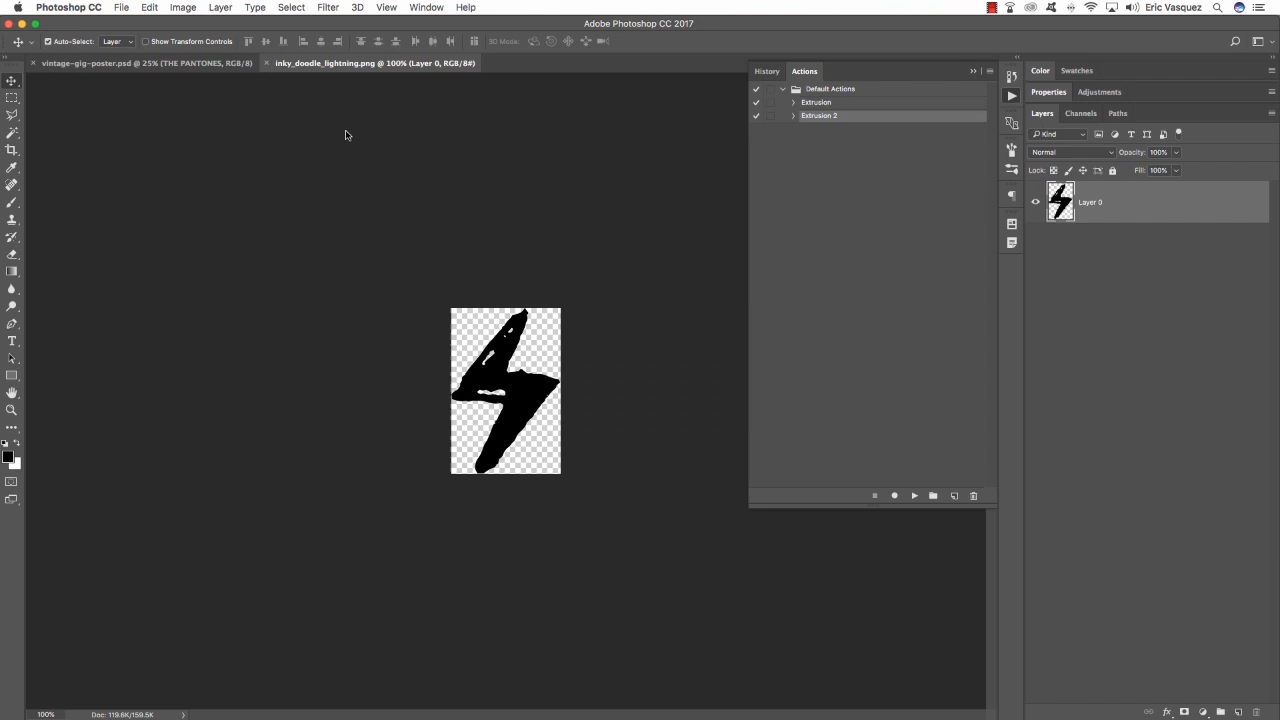 Photoshop CC File Edit Image Layer Type Select Filter 3D View Window Help Eric Vasquez
Adobe Photoshop CC 2017
Auto-Select: Layer Show Transform Controls 3D Mode:
× vintage-gig-poster.psd @ 25% (THE PANTONES, RGB/8) × inky_doodle_lightning.png @ 100% (Layer 0, RGB/8#)
History Actions
Default Actions
Extrusion
Extrusion 2
Color Swatches
Properties Adjustments
Layers Channels Paths
Kind
Normal Opacity: 100%
Lock: Fill: 100%
Layer 0
100% Doc: 119.6K/159.5K